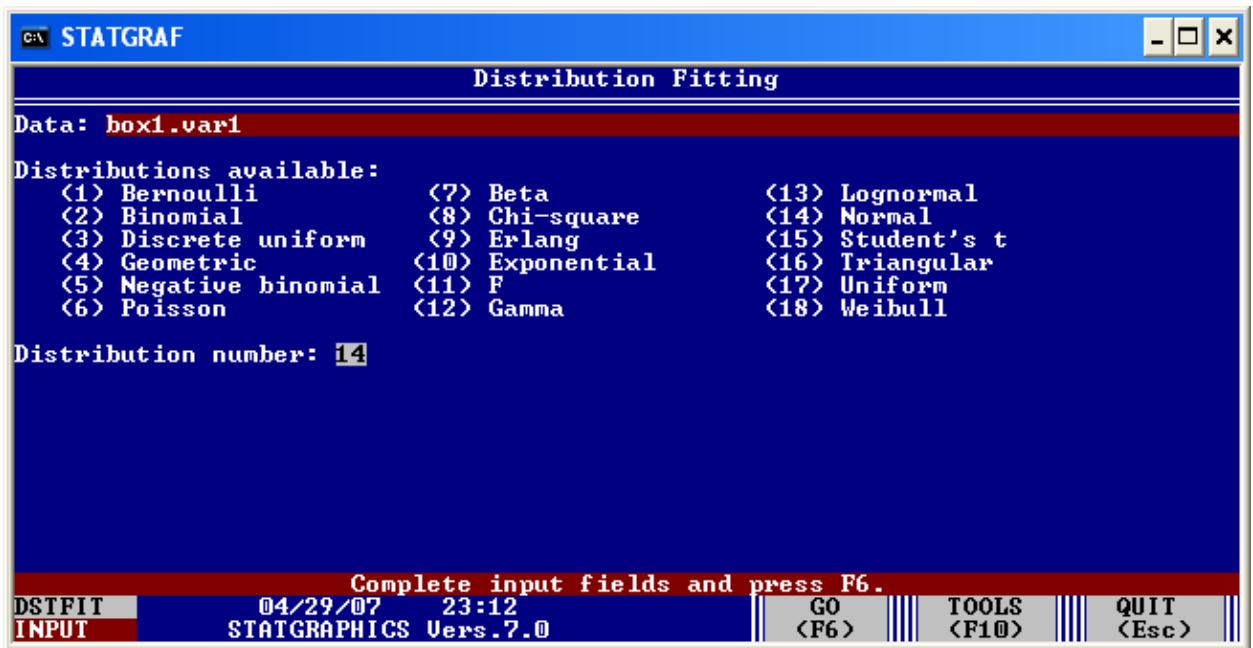 STATGRAF
Distribution Fitting
Data: box1.var1
Distributions available:
(1) Bernoulli (7) Beta (13) Lognormal
(2) Binomial (8) Chi-square (14) Normal
(3) Discrete uniform (9) Erlang (15) Student's t
(4) Geometric (10) Exponential (16) Triangular
(5) Negative binomial (11) F (17) Uniform
(6) Poisson (12) Gamma (18) Weibull
Distribution number: 14
Complete input fields and press F6.
DSTFIT 04/29/07 23:12 GO TOOLS QUIT
INPUT STATGRAPHICS Vers.7.0 (F6) (F10) (Esc)